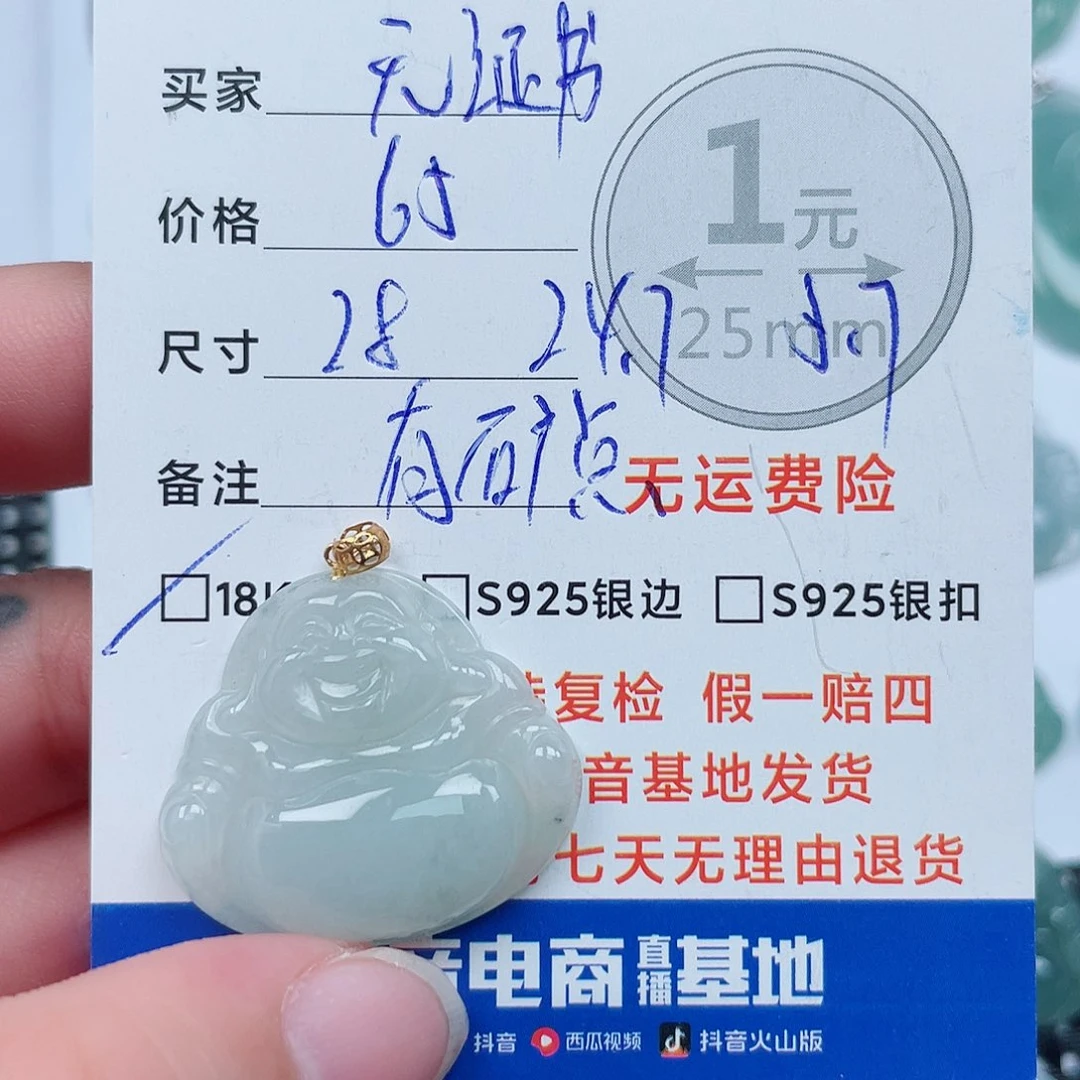 买家 无证书
价格 65
1元
尺寸 28 24.7 5.7
25mm
备注 有矿点 无运费险
18K S925银边 S925银扣
复检 假一赔四
音基地发货
七天无理由退货
音电商直播基地
抖音 西瓜视频 抖音火山版